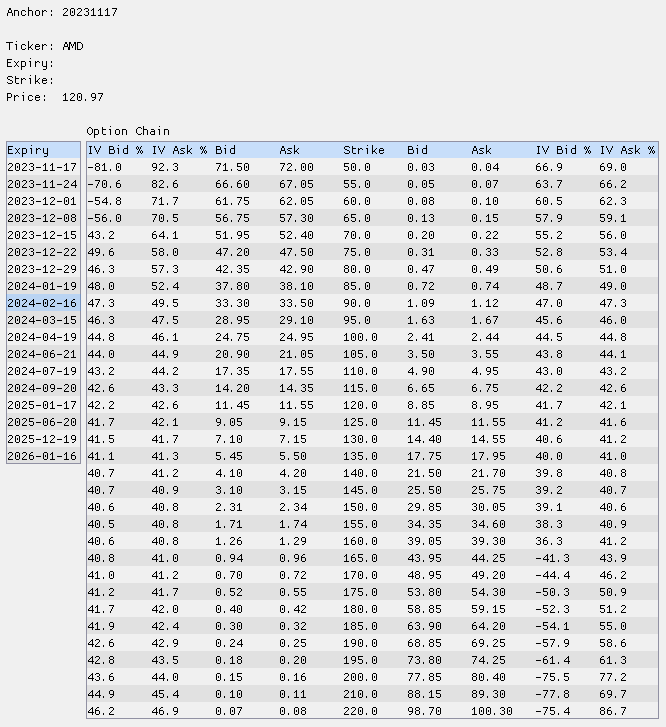 Anchor: 20231117
Ticker: AMD
Expiry:
Strike:
Price: 120.97
Option Chain
Expiry IV Bid % IV Ask % Bid Ask Strike Bid Ask IV Bid % IV Ask %
2023-11-17 -81.0 92.3 71.50 72.00 50.0 0.03 0.04 66.9 69.0
2023-11-24 -70.6 82.6 66.60 67.05 55.0 0.05 0.07 63.7 66.2
2023-12-01 -54.8 71.7 61.75 62.05 60.0 0.08 0.10 60.5 62.3
2023-12-08 -56.0 70.5 56.75 57.30 65.0 0.13 0.15 57.9 59.1
2023-12-15 43.2 64.1 51.95 52.40 70.0 0.20 0.22 55.2 56.0
2023-12-22 49.6 58.0 47.20 47.50 75.0 0.31 0.33 52.8 53.4
2023-12-29 46.3 57.3 42.35 42.90 80.0 0.47 0.49 50.6 51.0
2024-01-19 48.0 52.4 37.80 38.10 85.0 0.72 0.74 48.7 49.0
2024-02-16 47.3 49.5 33.30 33.50 90.0 1.09 1.12 47.0 47.3
2024-03-15 46.3 47.5 28.95 29.10 95.0 1.63 1.67 45.6 46.0
2024-04-19 44.8 46.1 24.75 24.95 100.0 2.41 2.44 44.5 44.8
2024-06-21 44.0 44.9 20.90 21.05 105.0 3.50 3.55 43.8 44.1
2024-07-19 43.2 44.2 17.35 17.55 110.0 4.90 4.95 43.0 43.2
2024-09-20 42.6 43.3 14.20 14.35 115.0 6.65 6.75 42.2 42.6
2025-01-17 42.2 42.6 11.45 11.55 120.0 8.85 8.95 41.7 42.1
2025-06-20 41.7 42.1 9.05 9.15 125.0 11.45 11.55 41.2 41.6
2025-12-19 41.5 41.7 7.10 7.15 130.0 14.40 14.55 40.6 41.2
2026-01-16 41.1 41.3 5.45 5.50 135.0 17.75 17.95 40.0 41.0
40.7 41.2 4.10 4.20 140.0 21.50 21.70 39.8 40.8
40.7 40.9 3.10 3.15 145.0 25.50 25.75 39.2 40.7
40.6 40.8 2.31 2.34 150.0 29.85 30.05 39.1 40.6
40.5 40.8 1.71 1.74 155.0 34.35 34.60 38.3 40.9
40.6 40.8 1.26 1.29 160.0 39.05 39.30 36.3 41.2
40.8 41.0 0.94 0.96 165.0 43.95 44.25 -41.3 43.9
41.0 41.2 0.70 0.72 170.0 48.95 49.20 -44.4 46.2
41.2 41.7 0.52 0.55 175.0 53.80 54.30 -50.3 50.9
41.7 42.0 0.40 0.42 180.0 58.85 59.15 -52.3 51.2
41.9 42.4 0.30 0.32 185.0 63.90 64.20 -54.1 55.0
42.6 42.9 0.24 0.25 190.0 68.85 69.25 -57.9 58.6
42.8 43.5 0.18 0.20 195.0 73.80 74.25 -61.4 61.3
43.6 44.0 0.15 0.16 200.0 77.85 80.40 -75.5 77.2
44.9 45.4 0.10 0.11 210.0 88.15 89.30 -77.8 69.7
46.2 46.9 0.07 0.08 220.0 98.70 100.30 -75.4 86.7